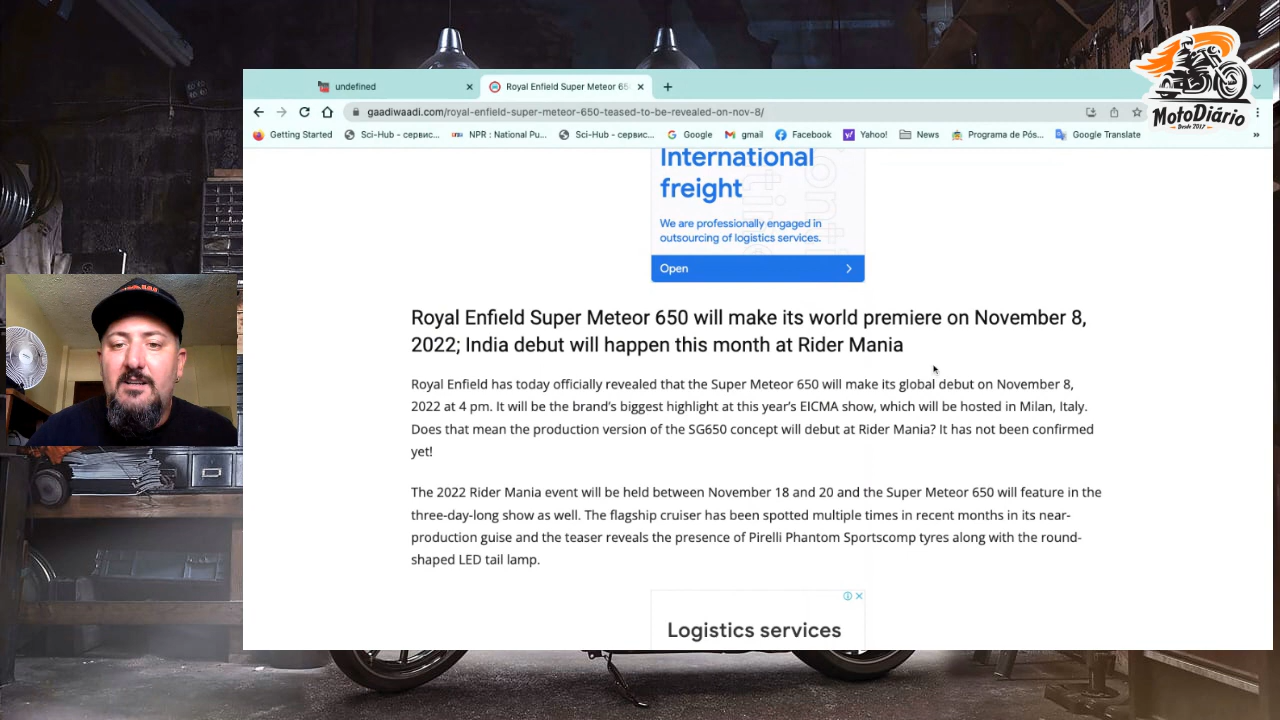 MotoDiário
Desde 2017
undefined
Royal Enfield Super Meteor 65
gaadiwaadi.com/royal-enfield-super-meteor-650-teased-to-be-revealed-on-nov-8/
Getting Started
Sci-Hub - сервис...
NPR : National Pu...
Sci-Hub - сервис...
Google
gmail
Facebook
Yahoo!
News
Programa de Pós...
Google Translate
International
freight
We are professionally engaged in
outsourcing of logistics services.
Open
Royal Enfield Super Meteor 650 will make its world premiere on November 8,
2022; India debut will happen this month at Rider Mania
Royal Enfield has today officially revealed that the Super Meteor 650 will make its global debut on November 8,
2022 at 4 pm. It will be the brand's biggest highlight at this year's EICMA show, which will be hosted in Milan, Italy.
Does that mean the production version of the SG650 concept will debut at Rider Mania? It has not been confirmed
yet!
The 2022 Rider Mania event will be held between November 18 and 20 and the Super Meteor 650 will feature in the
three-day-long show as well. The flagship cruiser has been spotted multiple times in recent months in its near-
production guise and the teaser reveals the presence of Pirelli Phantom Sportscomp tyres along with the round-
shaped LED tail lamp.
Logistics services